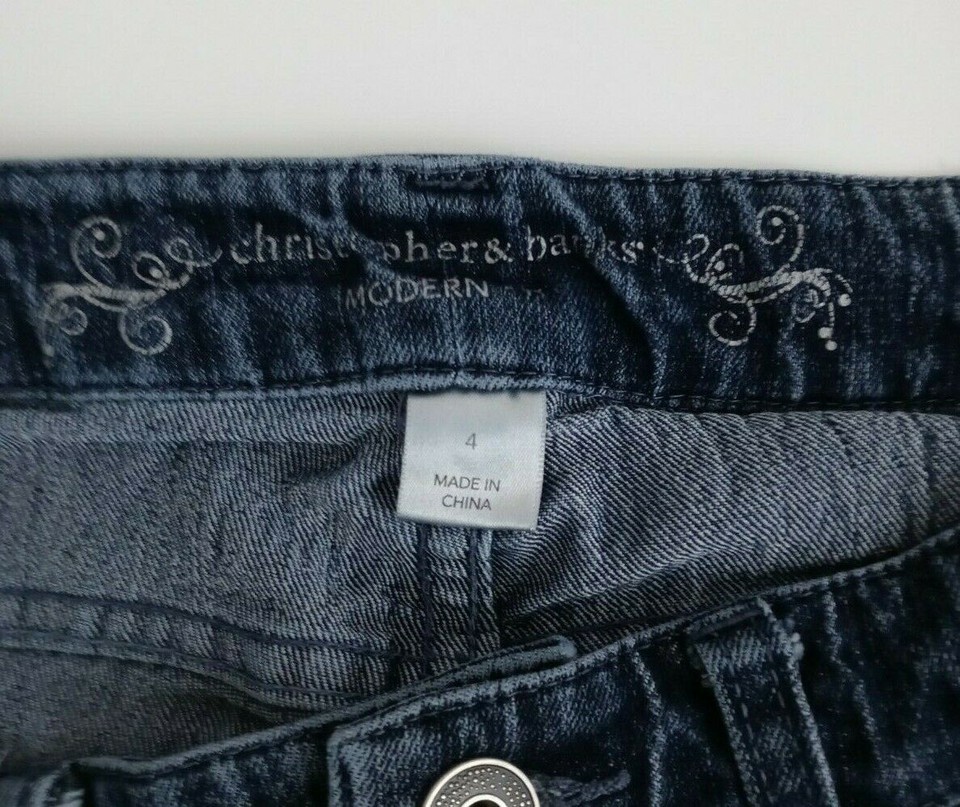 christopher & banks
MODERN
4
MADE IN
CHINA